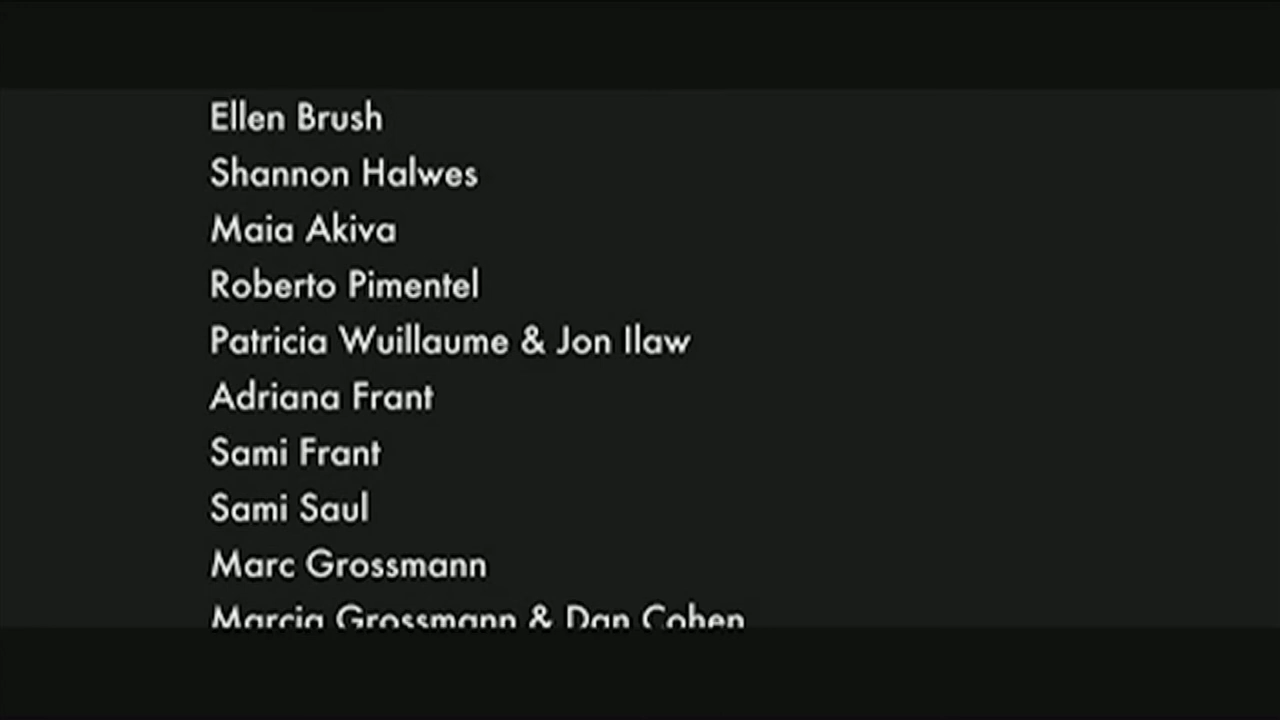 Ellen Brush
Shannon Halwes
Maia Akiva
Roberto Pimentel
Patricia Wuillaume & Jon Ilaw
Adriana Frant
Sami Frant
Sami Saul
Marc Grossmann
Marcia Grossmann & Dan Cohen